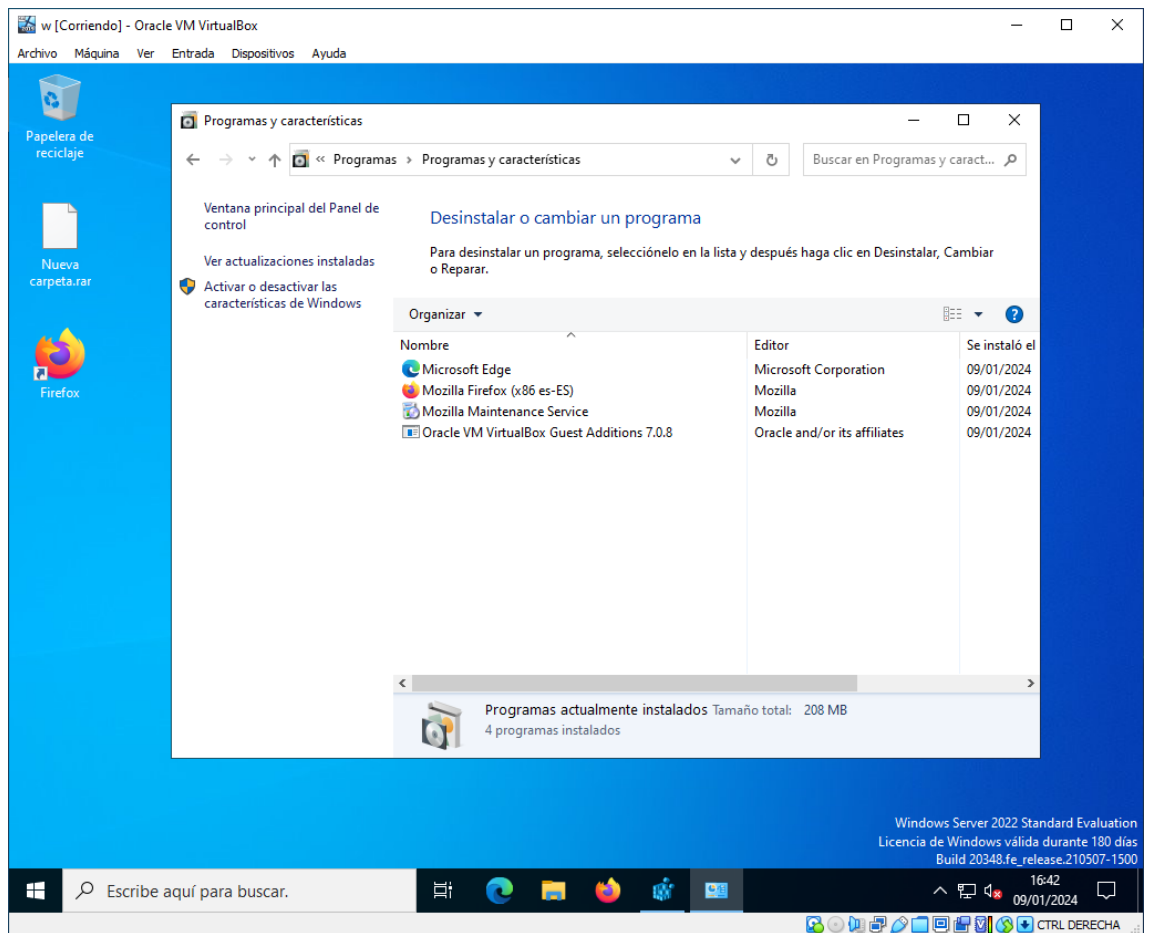 w [Corriendo] - Oracle VM VirtualBox
Archivo Máquina Ver Entrada Dispositivos Ayuda
Papelera de
reciclaje
Nueva
carpeta.rar
Firefox
Programas y características
« Programas > Programas y características
Buscar en Programas y caract...
Ventana principal del Panel de
control
Ver actualizaciones instaladas
Activar o desactivar las
características de Windows
Desinstalar o cambiar un programa
Para desinstalar un programa, selecciónelo en la lista y después haga clic en Desinstalar, Cambiar
o Reparar.
Organizar
Nombre Editor Se instaló el
Microsoft Edge Microsoft Corporation 09/01/2024
Mozilla Firefox (x86 es-ES) Mozilla 09/01/2024
Mozilla Maintenance Service Mozilla 09/01/2024
Oracle VM VirtualBox Guest Additions 7.0.8 Oracle and/or its affiliates 09/01/2024
Programas actualmente instalados Tamaño total: 208 MB
4 programas instalados
Windows Server 2022 Standard Evaluation
Licencia de Windows válida durante 180 días
Build 20348.fe_release.210507-1500
Escribe aquí para buscar.
16:42
09/01/2024
CTRL DERECHA